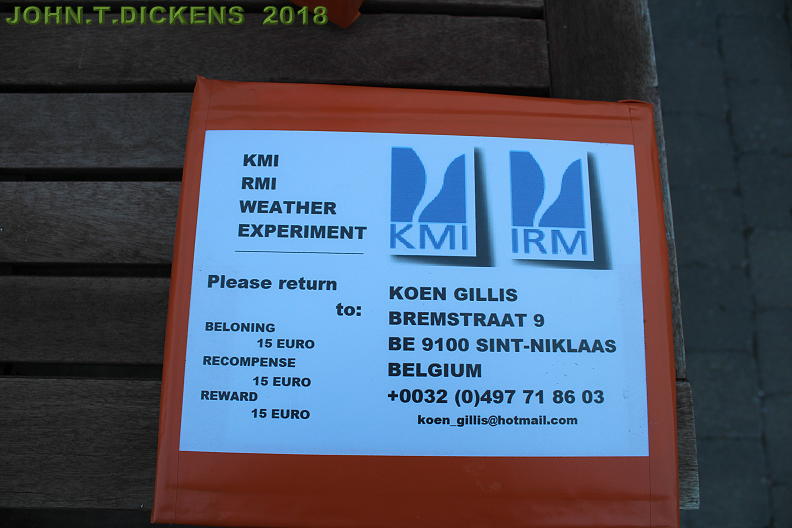 JOHN.T.DICKENS 2018
KMI
RMI
WEATHER
EXPERIMENT
KMI
IRM
Please return
to:
BELONING
15 EURO
RECOMPENSE
15 EURO
REWARD
15 EURO
KOEN GILLIS
BREMSTRAAT 9
BE 9100 SINT-NIKLAAS
BELGIUM
+0032 (0)497 71 86 03
koen_gillis@hotmail.com